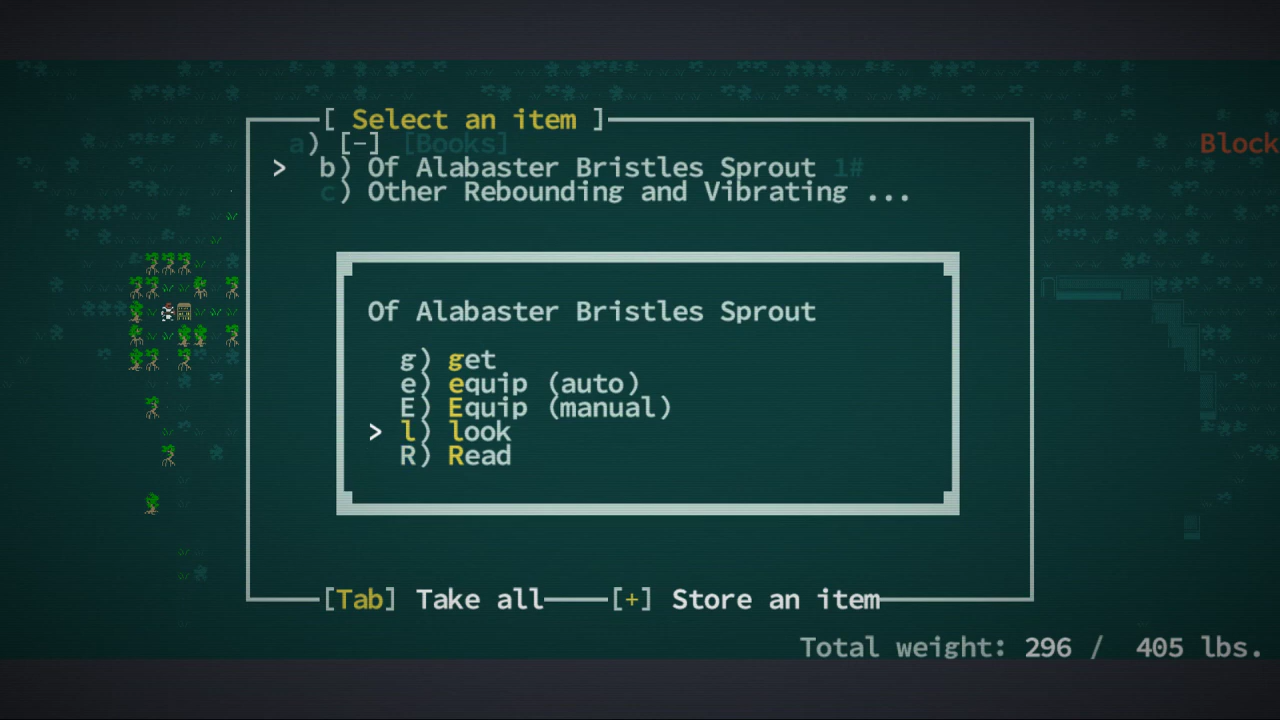 [ Select an item ]
a) [-] [Books]
> b) Of Alabaster Bristles Sprout 1#
c) Other Rebounding and Vibrating ...
Block
Of Alabaster Bristles Sprout
g) get
e) equip (auto)
E) Equip (manual)
> l) look
R) Read
[Tab] Take all [+] Store an item
Total weight: 296 / 405 lbs.